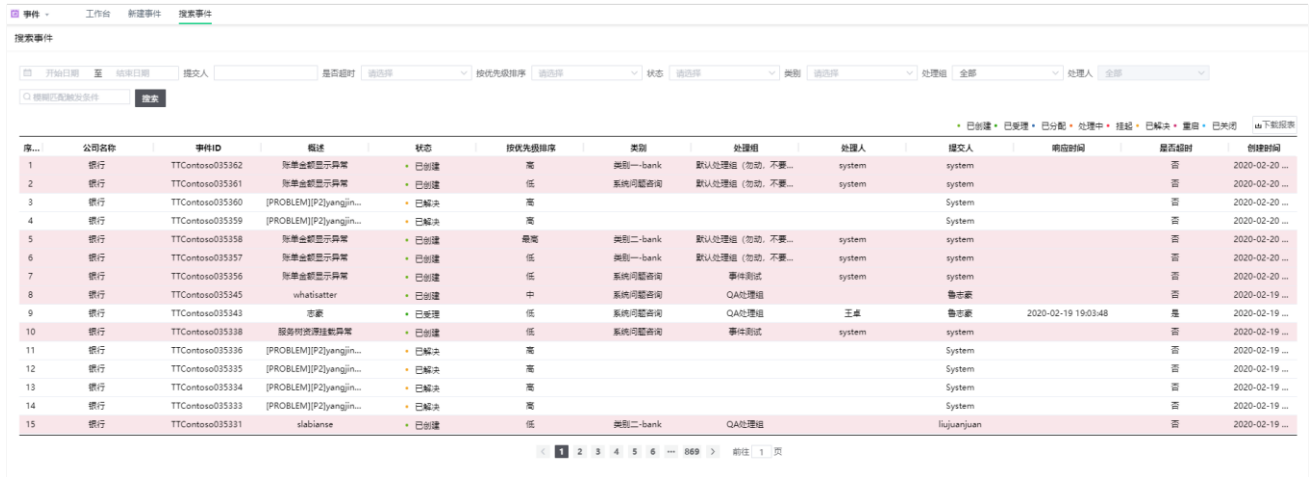 事件 工作台 新建事件 搜索事件
搜索事件
开始日期 至 结束日期 提交人 是否超时 请选择 按优先级排序 请选择 状态 请选择 类别 请选择 处理组 全部 处理人 全部
模糊匹配触发条件 搜索
已创建 已受理 已分配 处理中 挂起 已解决 重启 已关闭 下载报表
序... 公司名称 事件ID 概述 状态 按优先级排序 类别 处理组 处理人 提交人 响应时间 是否超时 创建时间
1 银行 TTContoso035362 账单金额显示异常 已创建 高 类别一-bank 默认处理组（勿动，不要... system system 否 2020-02-20 ...
2 银行 TTContoso035361 账单金额显示异常 已创建 低 系统问题咨询 默认处理组（勿动，不要... system system 否 2020-02-20 ...
3 银行 TTContoso035360 [PROBLEM][P2]yangjin... 已解决 高 System 否 2020-02-20 ...
4 银行 TTContoso035359 [PROBLEM][P2]yangjin... 已解决 高 System 否 2020-02-20 ...
5 银行 TTContoso035358 账单金额显示异常 已创建 最高 类别二-bank 默认处理组（勿动，不要... system system 否 2020-02-20 ...
6 银行 TTContoso035357 账单金额显示异常 已创建 低 类别一-bank 默认处理组（勿动，不要... system system 否 2020-02-20 ...
7 银行 TTContoso035356 账单金额显示异常 已创建 低 系统问题咨询 事件测试 system system 否 2020-02-20 ...
8 银行 TTContoso035345 whatisatter 已创建 中 系统问题咨询 QA处理组 鲁志豪 否 2020-02-19 ...
9 银行 TTContoso035343 志豪 已受理 低 系统问题咨询 QA处理组 王卓 鲁志豪 2020-02-19 19:03:48 是 2020-02-19 ...
10 银行 TTContoso035338 服务树资源挂载异常 已创建 低 系统问题咨询 事件测试 system system 否 2020-02-19 ...
11 银行 TTContoso035336 [PROBLEM][P2]yangjin... 已解决 高 System 否 2020-02-19 ...
12 银行 TTContoso035335 [PROBLEM][P2]yangjin... 已解决 高 System 否 2020-02-19 ...
13 银行 TTContoso035334 [PROBLEM][P2]yangjin... 已解决 高 System 否 2020-02-19 ...
14 银行 TTContoso035333 [PROBLEM][P2]yangjin... 已解决 高 System 否 2020-02-19 ...
15 银行 TTContoso035331 slabianse 已创建 低 类别二-bank QA处理组 liujuanjuan 否 2020-02-19 ...
< 1 2 3 4 5 6 ··· 869 > 前往 1 页